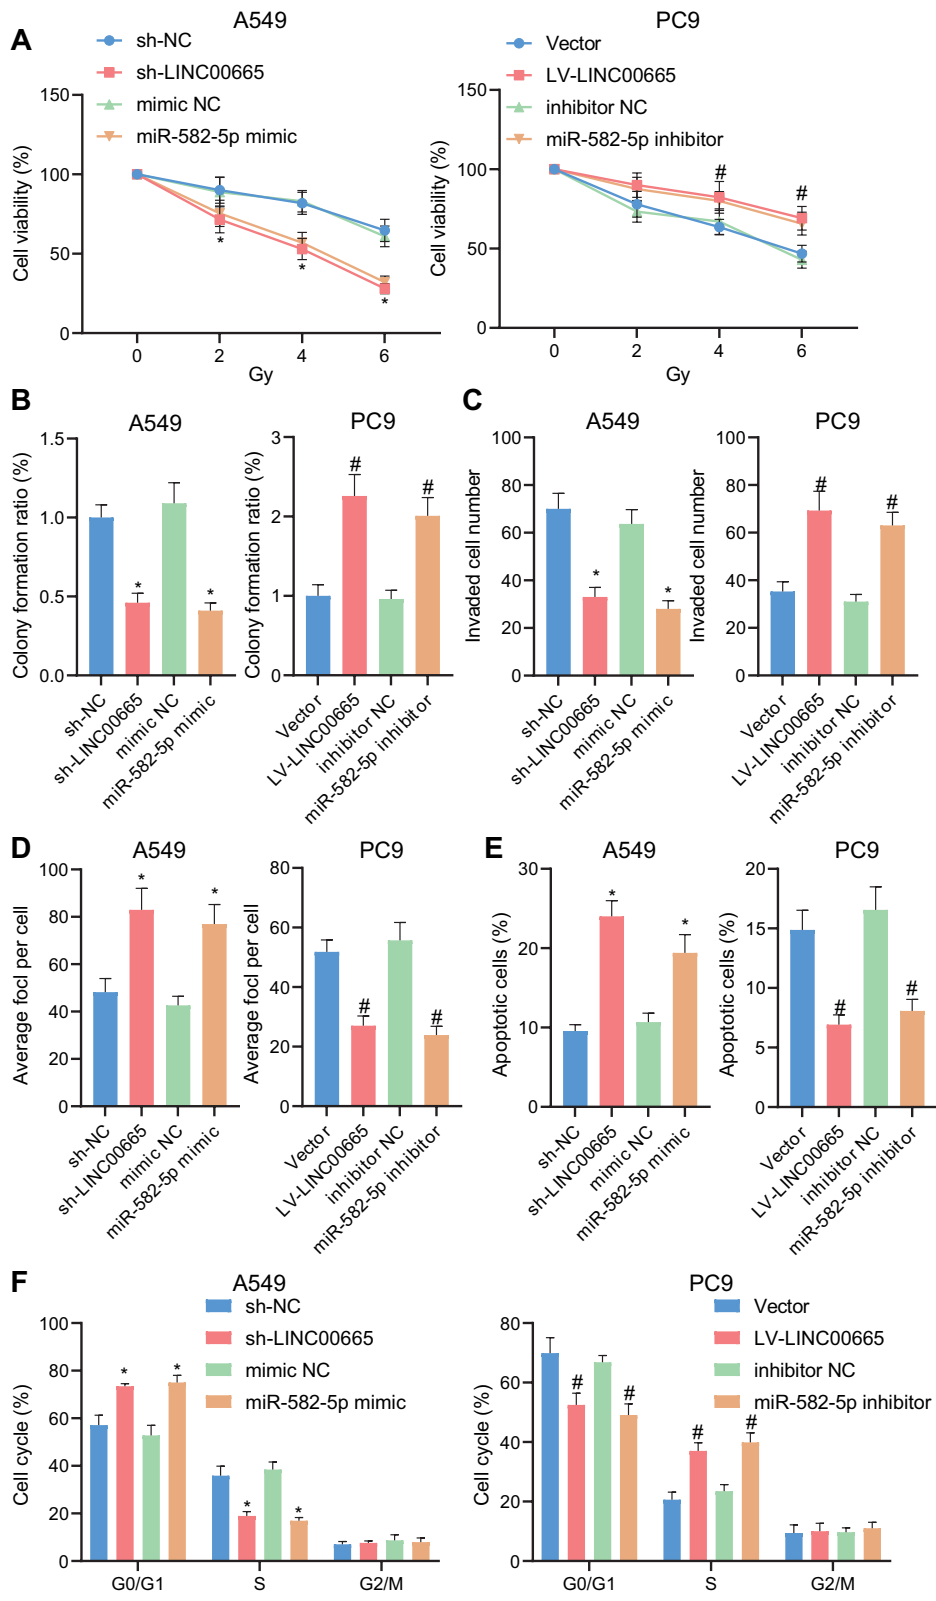 A
A549
sh-NC
sh-LINC00665
mimic NC
miR-582-5p mimic
Cell viability (%)
150
100
50
0
*
*
*
0 2 4 6
Gy
PC9
Vector
LV-LINC00665
inhibitor NC
miR-582-5p inhibitor
Cell viability (%)
150
100
50
0
#
#
0 2 4 6
Gy
B
A549
Colony formation ratio (%)
1.5
1.0
0.5
0.0
*
*
sh-NC
sh-LINC00665
mimic NC
miR-582-5p mimic
PC9
Colony formation ratio (%)
3
2
1
0
#
#
Vector
LV-LINC00665
inhibitor NC
miR-582-5p inhibitor
C
A549
Invaded cell number
100
80
60
40
20
0
*
*
sh-NC
sh-LINC00665
mimic NC
miR-582-5p mimic
PC9
Invaded cell number
100
80
60
40
20
0
#
#
Vector
LV-LINC00665
inhibitor NC
miR-582-5p inhibitor
D
A549
Average focl per cell
100
80
60
40
20
0
*
*
sh-NC
sh-LINC00665
mimic NC
miR-582-5p mimic
PC9
Average focl per cell
80
60
40
20
0
#
#
Vector
LV-LINC00665
inhibitor NC
miR-582-5p inhibitor
E
A549
Apoptotic cells (%)
30
20
10
0
*
*
sh-NC
sh-LINC00665
mimic NC
miR-582-5p mimic
PC9
Apoptotic cells (%)
20
15
10
5
0
#
#
Vector
LV-LINC00665
inhibitor NC
miR-582-5p inhibitor
F
A549
sh-NC
sh-LINC00665
mimic NC
miR-582-5p mimic
Cell cycle (%)
100
80
60
40
20
0
* *
* *
G0/G1 S G2/M
PC9
Vector
LV-LINC00665
inhibitor NC
miR-582-5p inhibitor
Cell cycle (%)
80
60
40
20
0
# #
# #
G0/G1 S G2/M